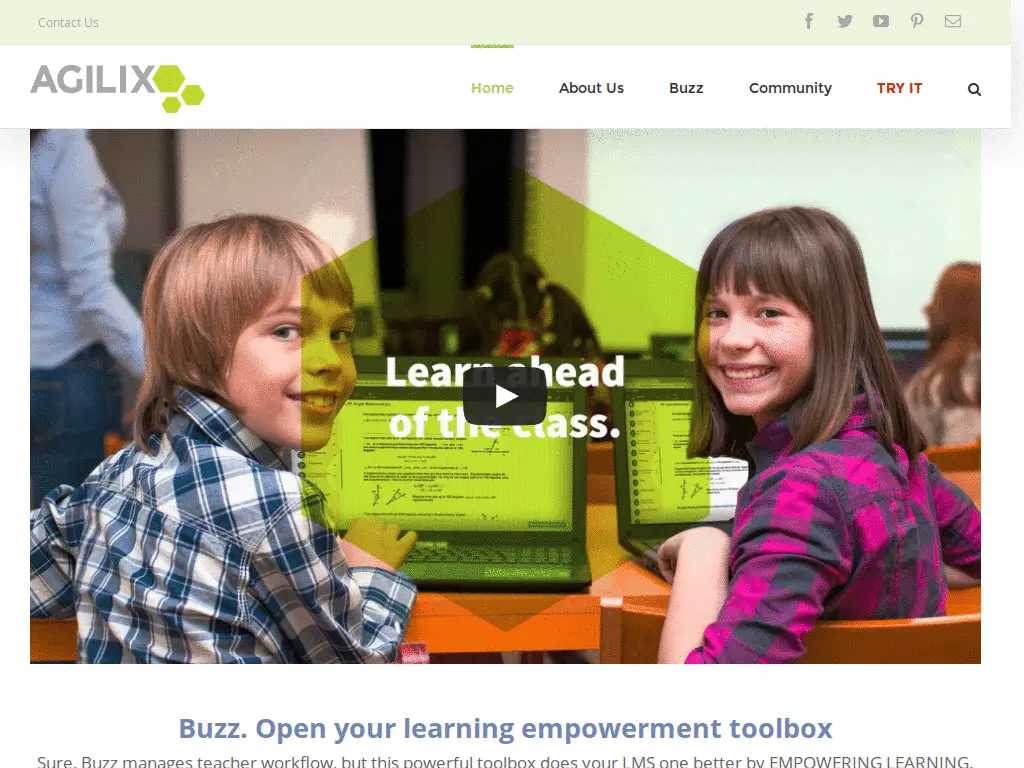 Contact Us
AGILIX
Home
About Us
Buzz
Community
TRY IT
Learn ahead
of the class.
Buzz. Open your learning empowerment toolbox
Sure, Buzz manages teacher workflow, but this powerful toolbox does your LMS one better by EMPOWERING LEARNING.